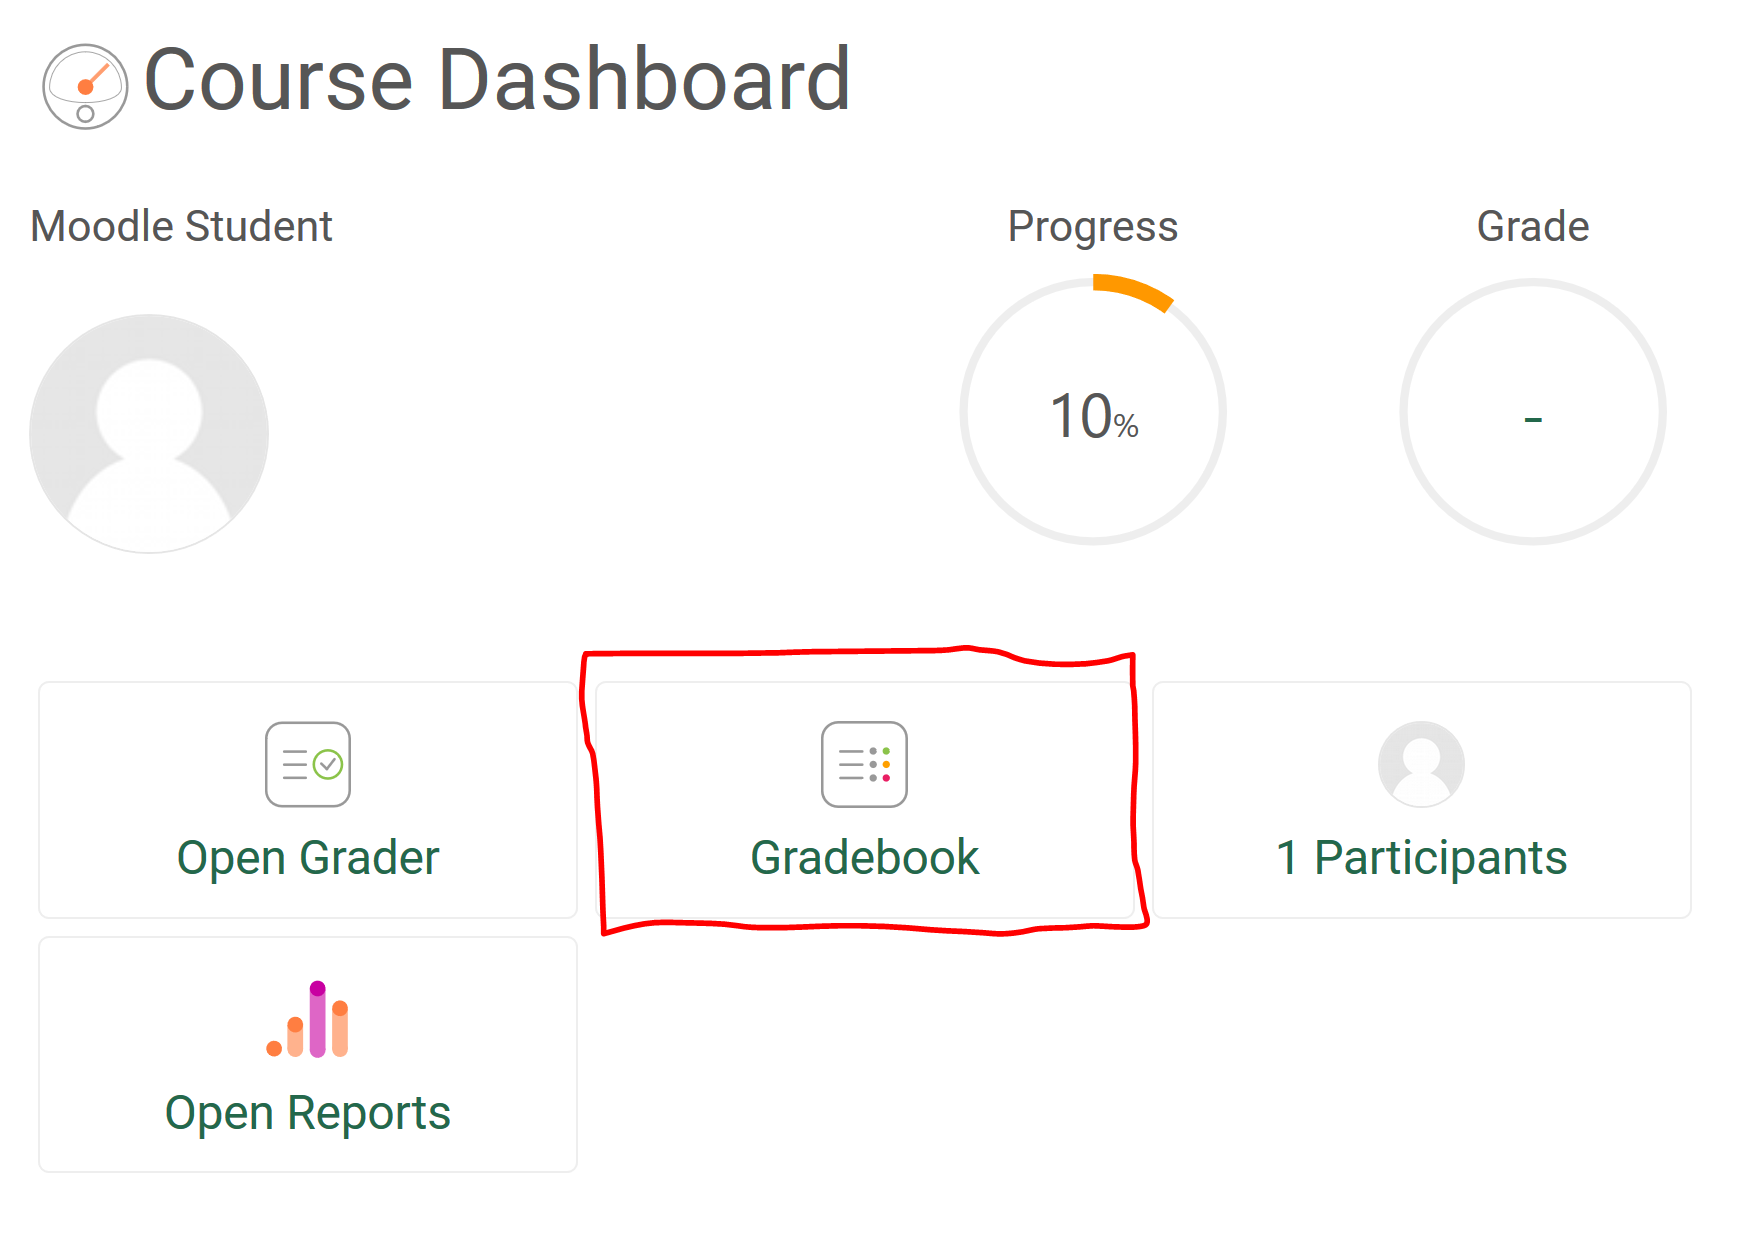 Course Dashboard
Moodle Student
Progress
Grade
10%
-
Open Grader
Gradebook
1 Participants
Open Reports